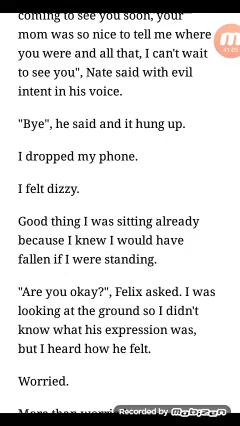 coming to see you soon, your
mom was so nice to tell me where
you were and all that, I can't wait
to see you", Nate said with evil
intent in his voice.
"Bye", he said and it hung up.
I dropped my phone.
I felt dizzy.
Good thing I was sitting already
because I knew I would have
fallen if I were standing.
"Are you okay?", Felix asked. I was
looking at the ground so I didn't
know what his expression was,
but I heard how he felt.
Worried.
More than
Recorded by mobizen